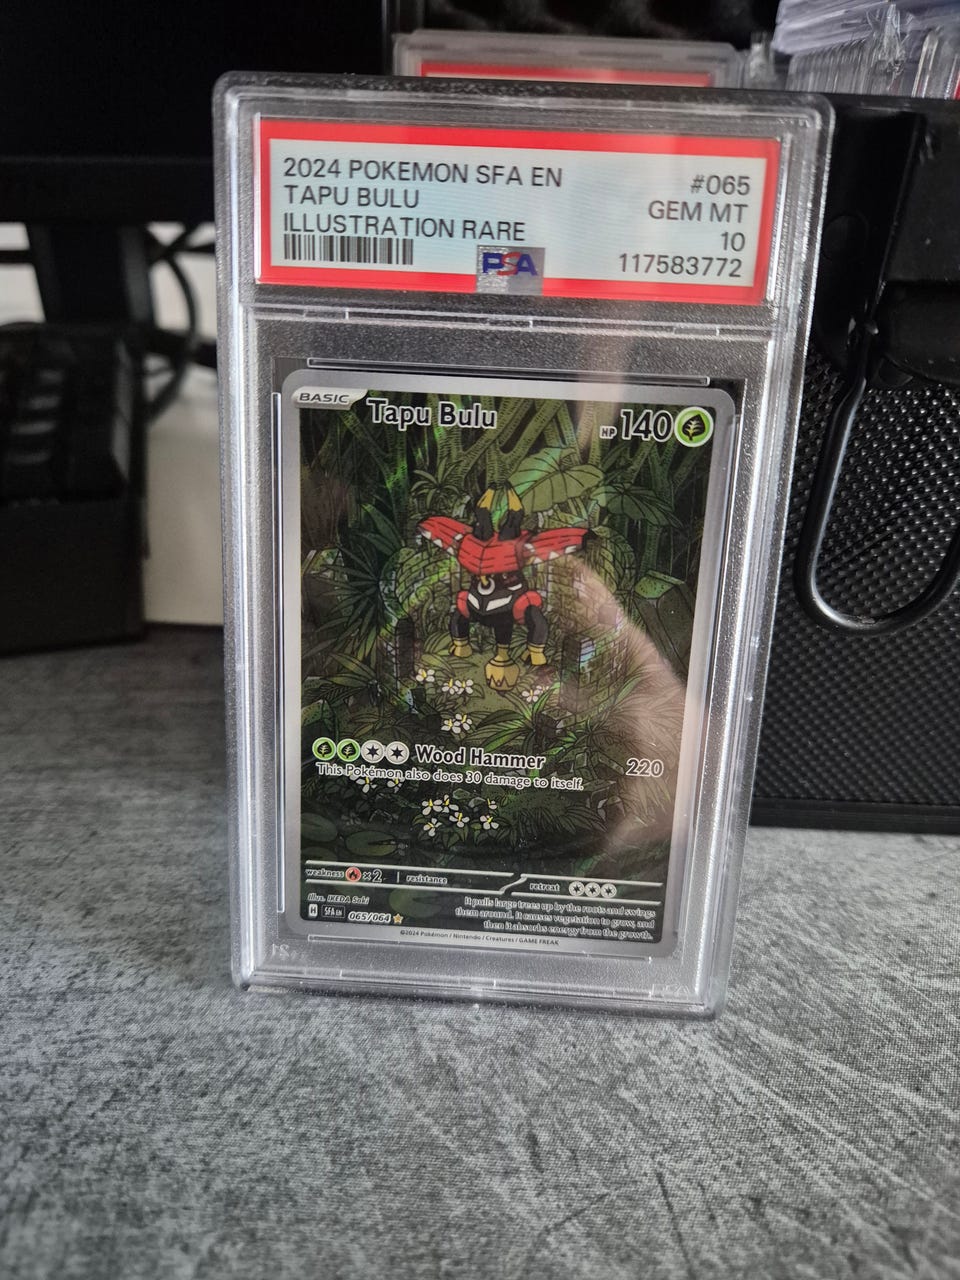 2024 POKEMON SFA EN #065
TAPU BULU GEM MT
ILLUSTRATION RARE 10
PSA 117583772
BASIC Tapu Bulu HP 140
Wood Hammer 220
This Pokémon also does 30 damage to itself.
weakness ×2 resistance retreat
Illus. IKEDA Saki
H SFA EN 065/064
It pulls large trees up by the roots and swings
them around. It causes vegetation to grow, and
then it absorbs energy from the growth.
©2024 Pokémon / Nintendo / Creatures / GAME FREAK